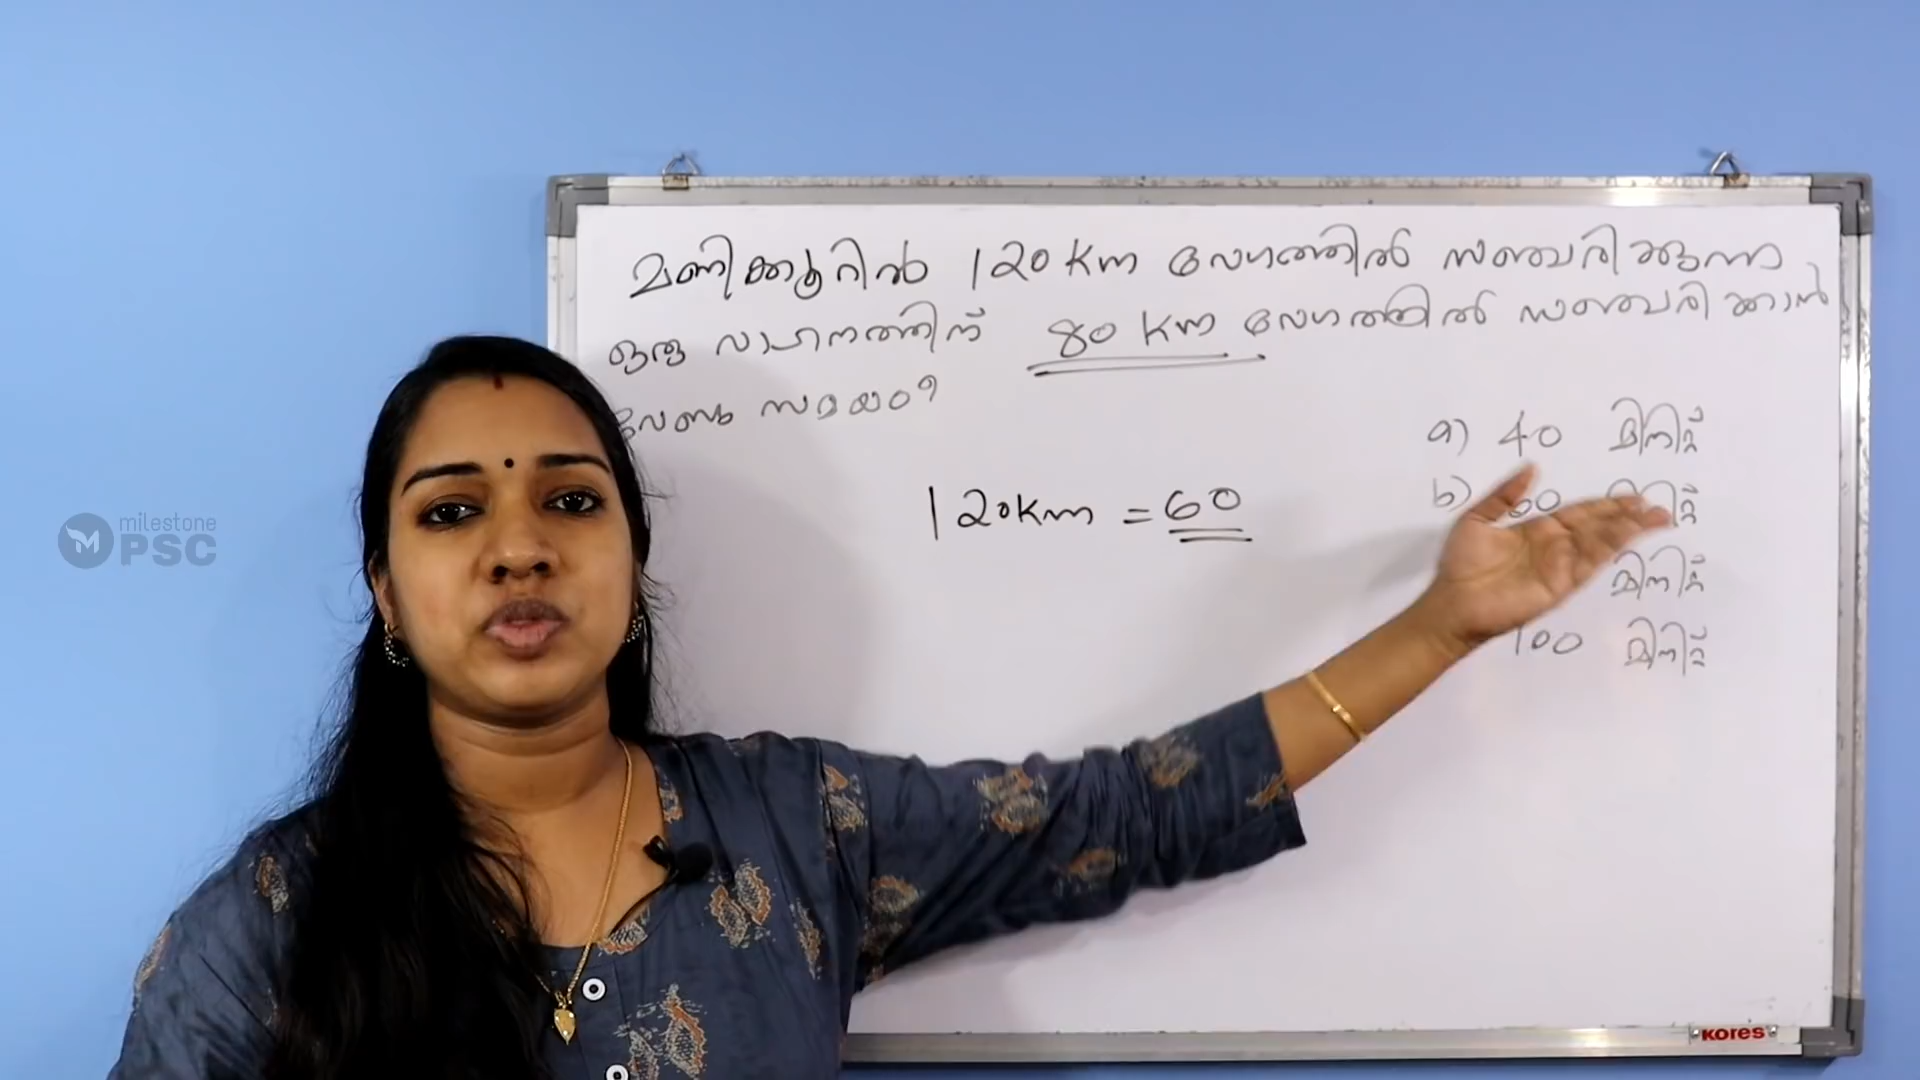 മണിക്കൂറിൽ 120 Km വേഗത്തിൽ സഞ്ചരിക്കുന്ന
ഒരു വാഹനത്തിന് 80 Km വേഗത്തിൽ സഞ്ചരിക്കാൻ
വേണ്ട സമയം?
a) 40 മിനിറ്റ്
120Km = 60
b) 60
മിനിറ്റ്
100 മിനിറ്റ്
milestone
PSC
KORES